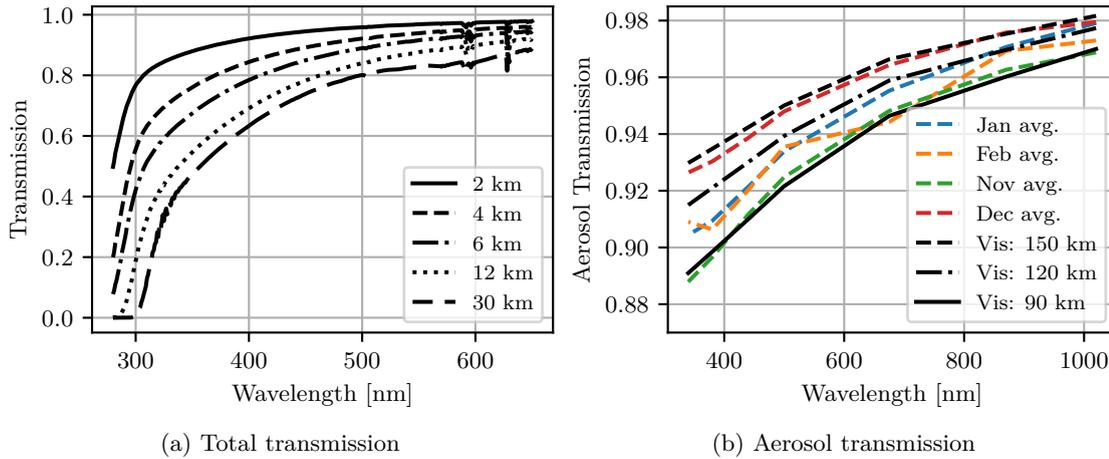 1.0
0.8
0.6
0.4
0.2
0.0
Transmission
300
400
500
600
Wavelength [nm]
2 km
4 km
6 km
12 km
30 km
(a) Total transmission
0.98
0.96
0.94
0.92
0.90
0.88
Aerosol Transmission
400
600
800
1000
Wavelength [nm]
Jan avg.
Feb avg.
Nov avg.
Dec avg.
Vis: 150 km
Vis: 120 km
Vis: 90 km
(b) Aerosol transmission